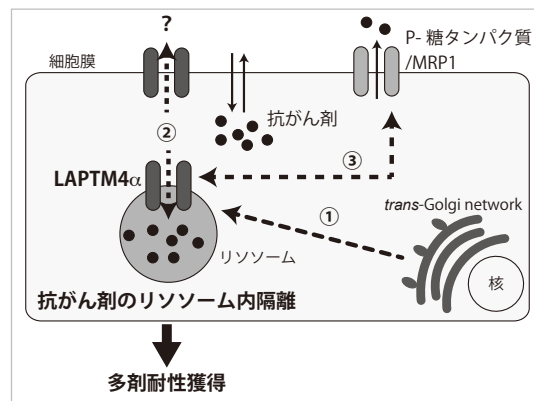 ?
P- 糖タンパク質
/MRP1
細胞膜
抗がん剤
②
③
LAPTM4α
①
trans-Golgi network
リソソーム
核
抗がん剤のリソソーム内隔離
多剤耐性獲得